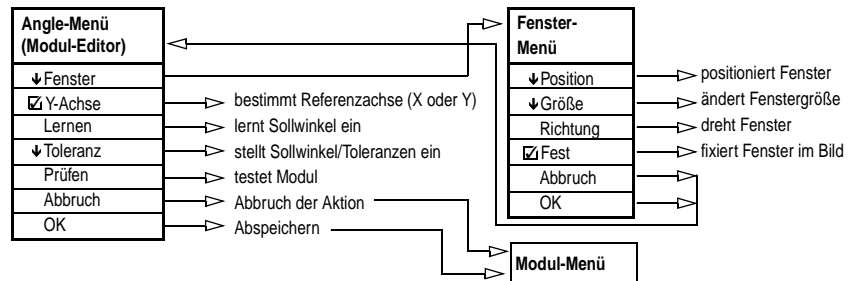 Angle-Menü
(Modul-Editor)
Fenster
Y-Achse
Lernen
Toleranz
Prüfen
Abbruch
OK
bestimmt Referenzachse (X oder Y)
lernt Sollwinkel ein
stellt Sollwinkel/Toleranzen ein
testet Modul
Abbruch der Aktion
Abspeichern
Fenster-
Menü
Position
Größe
Richtung
Fest
Abbruch
OK
positioniert Fenster
ändert Fenstergröße
dreht Fenster
fixiert Fenster im Bild
Modul-Menü